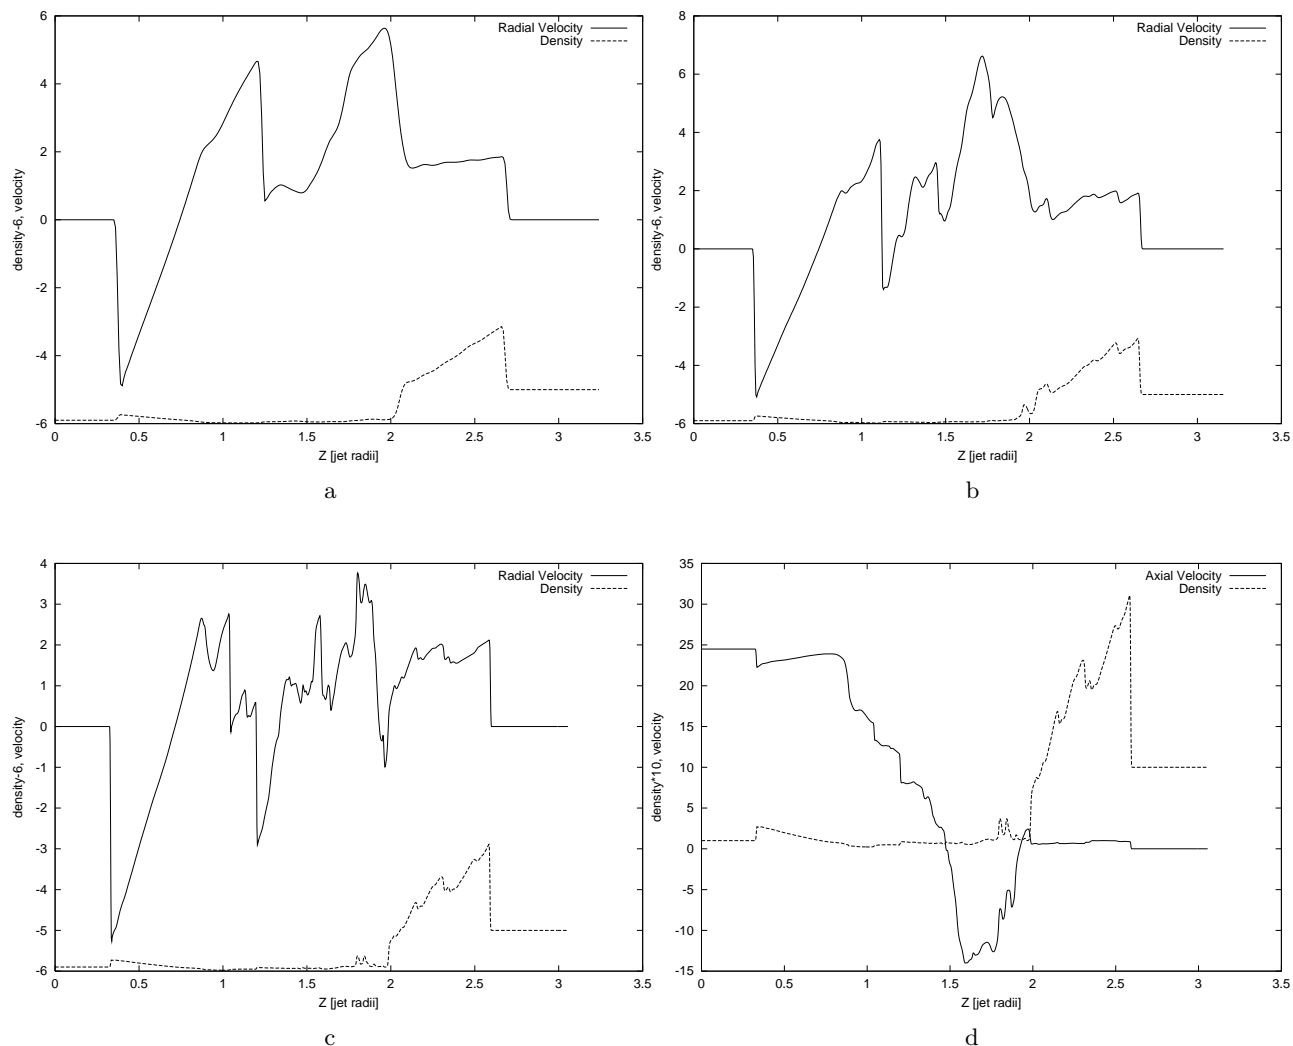 6
4
2
0
-2
-4
-6
density-6, velocity
Radial Velocity
Density
0 0.5 1 1.5 2 2.5 3 3.5
Z [jet radii]
a
8
6
4
2
0
-2
-4
-6
density-6, velocity
Radial Velocity
Density
0 0.5 1 1.5 2 2.5 3 3.5
Z [jet radii]
b
4
3
2
1
0
-1
-2
-3
-4
-5
-6
density-6, velocity
Radial Velocity
Density
0 0.5 1 1.5 2 2.5 3 3.5
Z [jet radii]
c
35
30
25
20
15
10
5
0
-5
-10
-15
density*10, velocity
Axial Velocity
Density
0 0.5 1 1.5 2 2.5 3 3.5
Z [jet radii]
d